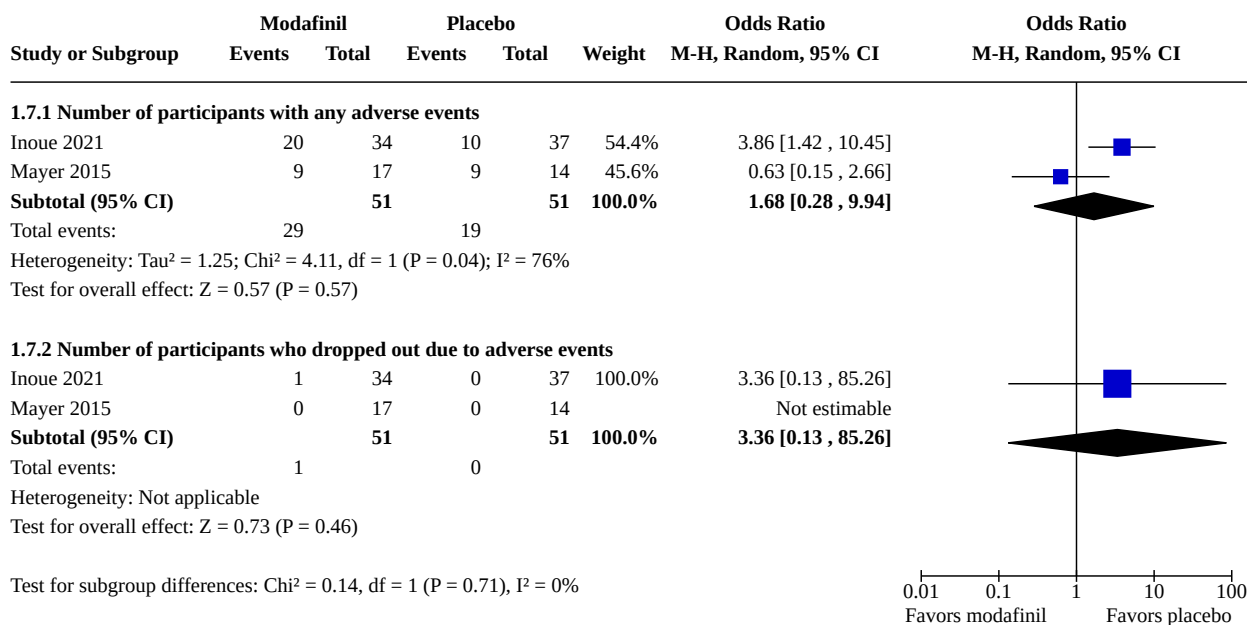 Modafinil Placebo Odds Ratio Odds Ratio
Study or Subgroup Events Total Events Total Weight M-H, Random, 95% CI M-H, Random, 95% CI
1.7.1 Number of participants with any adverse events
Inoue 2021 20 34 10 37 54.4% 3.86 [1.42 , 10.45]
Mayer 2015 9 17 9 14 45.6% 0.63 [0.15 , 2.66]
Subtotal (95% CI) 51 51 100.0% 1.68 [0.28 , 9.94]
Total events: 29 19
Heterogeneity: Tau² = 1.25; Chi² = 4.11, df = 1 (P = 0.04); I² = 76%
Test for overall effect: Z = 0.57 (P = 0.57)
1.7.2 Number of participants who dropped out due to adverse events
Inoue 2021 1 34 0 37 100.0% 3.36 [0.13 , 85.26]
Mayer 2015 0 17 0 14 Not estimable
Subtotal (95% CI) 51 51 100.0% 3.36 [0.13 , 85.26]
Total events: 1 0
Heterogeneity: Not applicable
Test for overall effect: Z = 0.73 (P = 0.46)
Test for subgroup differences: Chi² = 0.14, df = 1 (P = 0.71), I² = 0%
0.01 0.1 1 10 100
Favors modafinil Favors placebo